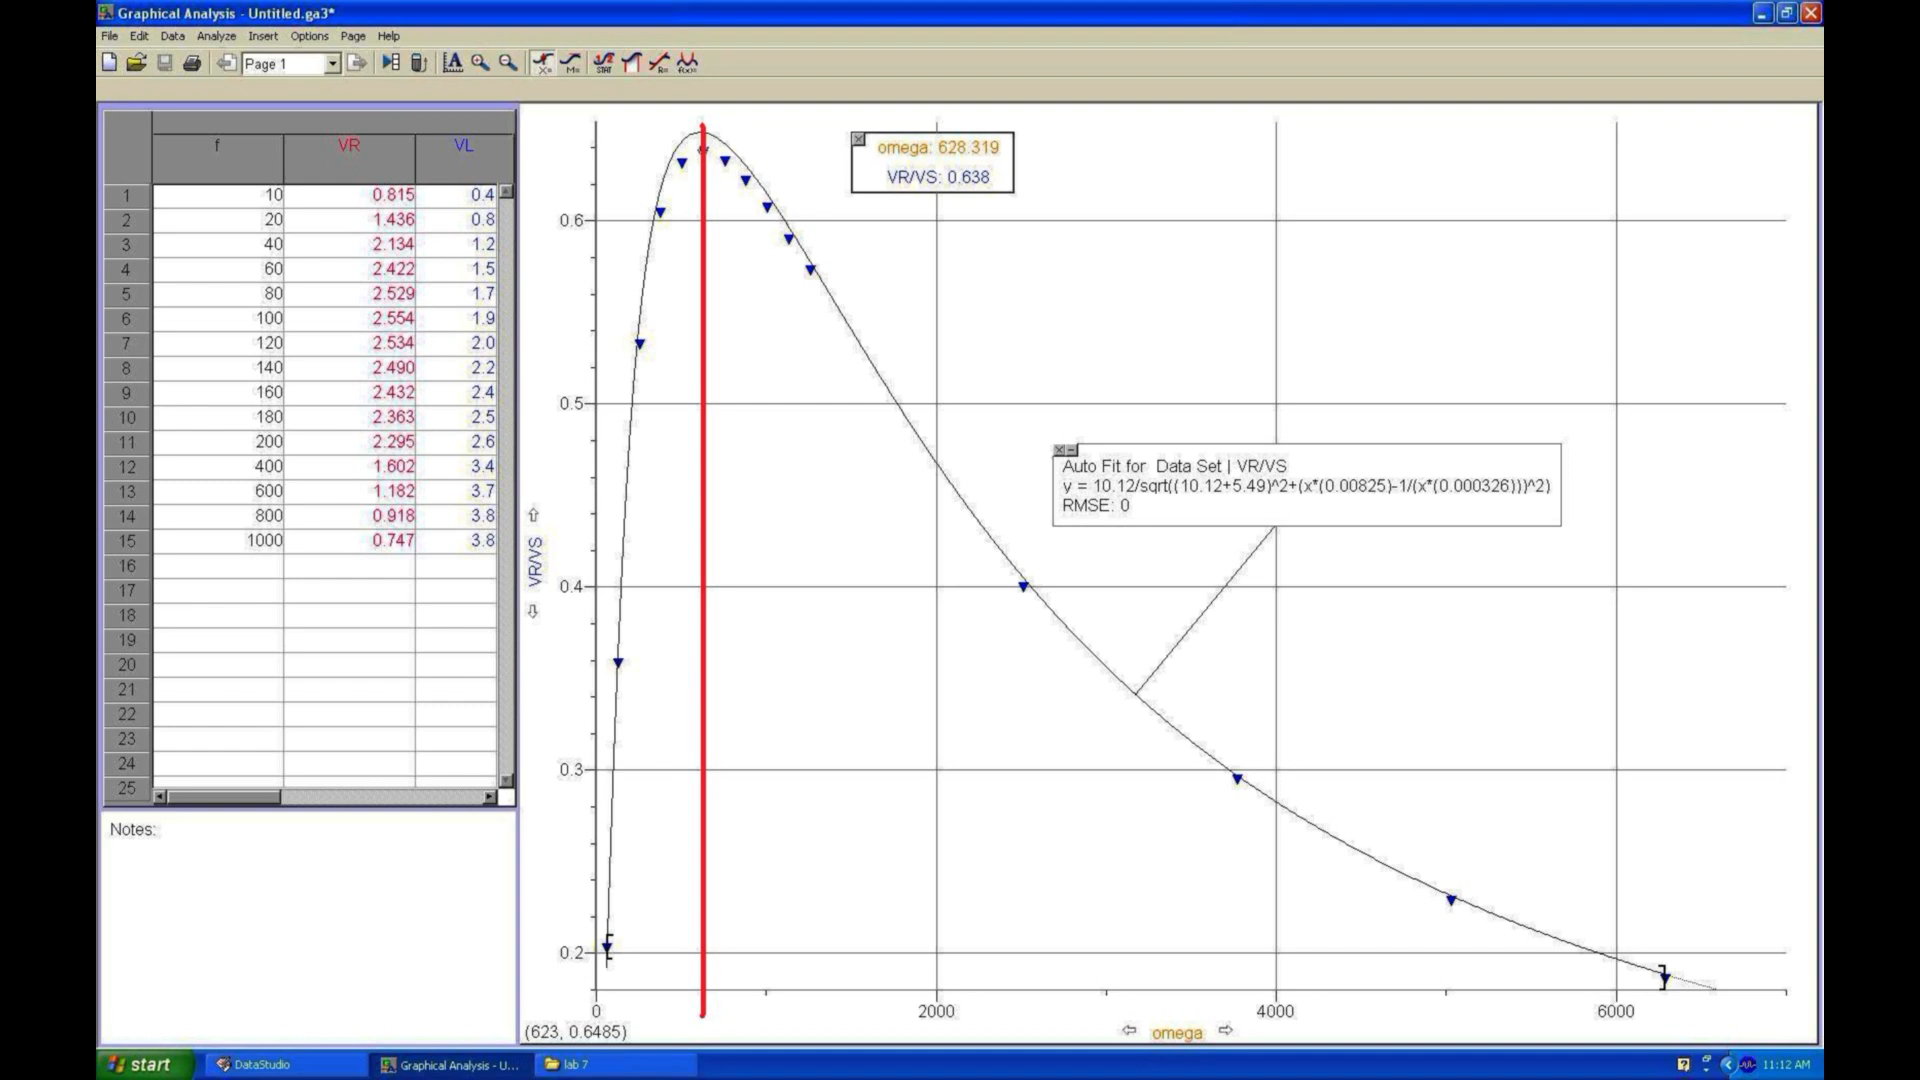 Graphical Analysis - Untitled.ga3*
File Edit Data Analyze Insert Options Page Help
Page 1
f VR VL
1 10 0.815 0.4
2 20 1.436 0.8
3 40 2.134 1.2
4 60 2.422 1.5
5 80 2.529 1.7
6 100 2.554 1.9
7 120 2.534 2.0
8 140 2.490 2.2
9 160 2.432 2.4
10 180 2.363 2.5
11 200 2.295 2.6
12 400 1.602 3.4
13 600 1.182 3.7
14 800 0.918 3.8
15 1000 0.747 3.8
16
17
18
19
20
21
22
23
24
25
Notes:
omega: 628.319
VR/VS: 0.638
Auto Fit for Data Set | VR/VS
y = 10.12/sqrt((10.12+5.49)^2+(x*(0.00825)-1/(x*(0.000326)))^2)
RMSE: 0
VR/VS
0.6
0.5
0.4
0.3
0.2
0 2000 4000 6000
(623, 0.6485)
omega
start DataStudio Graphical Analysis - U... lab 7 11:12 AM